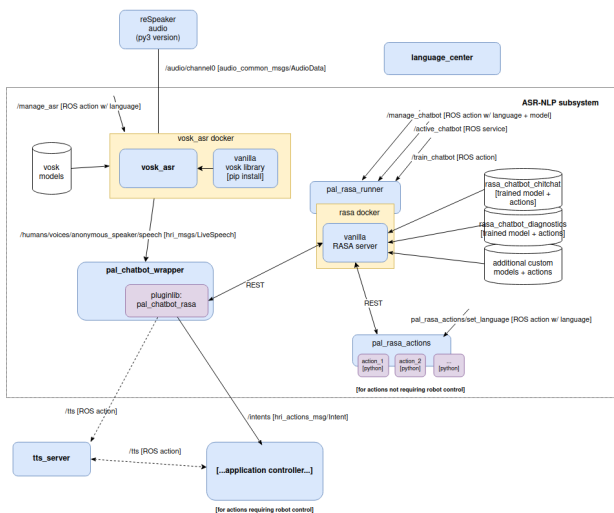 reSpeaker
audio
(py3 version)
language_center
/audio/channel0 [audio_common_msgs/AudioData]
ASR-NLP subsystem
/manage_asr [ROS action w/ language]
/manage_chatbot [ROS action w/ language + model]
/active_chatbot [ROS service]
/train_chatbot [ROS action]
vosk_asr docker
vosk
models
vosk_asr
vanilla
vosk library
[pip install]
pal_rasa_runner
rasa docker
vanilla
RASA server
rasa_chatbot_chitchat
[trained model +
actions]
rasa_chatbot_diagnostics
[trained model + actions]
additional custom
models + actions
/humans/voices/anonymous_speaker/speech [hri_msgs/LiveSpeech]
pal_chatbot_wrapper
pluginlib:
pal_chatbot_rasa
REST
REST
pal_rasa_actions/set_language [ROS action w/ language]
pal_rasa_actions
action_1
[python]
action_2
[python]
...
[python]
[for actions not requiring robot control]
/tts [ROS action]
/intents [hri_actions_msg/Intent]
tts_server
/tts [ROS action]
[...application controller...]
[for actions requiring robot control]